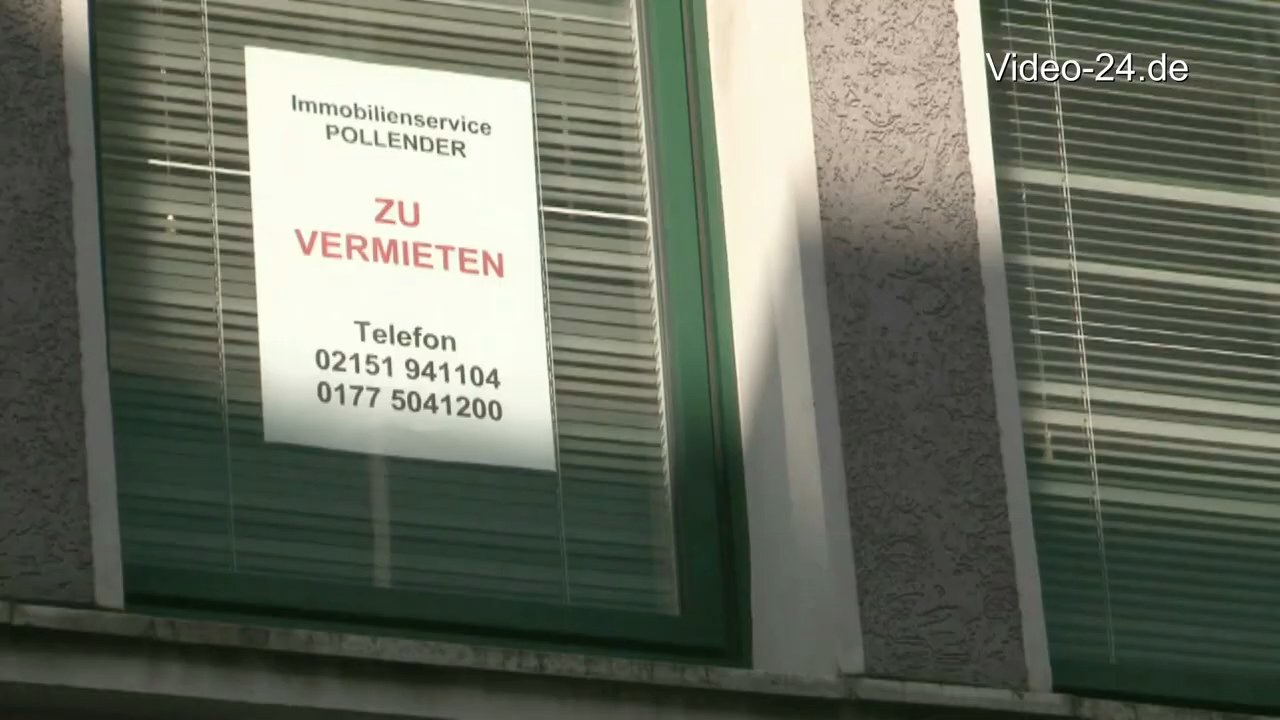 Video-24.de
Immobilienservice
POLLENDER
ZU
VERMIETEN
Telefon
02151 941104
0177 5041200